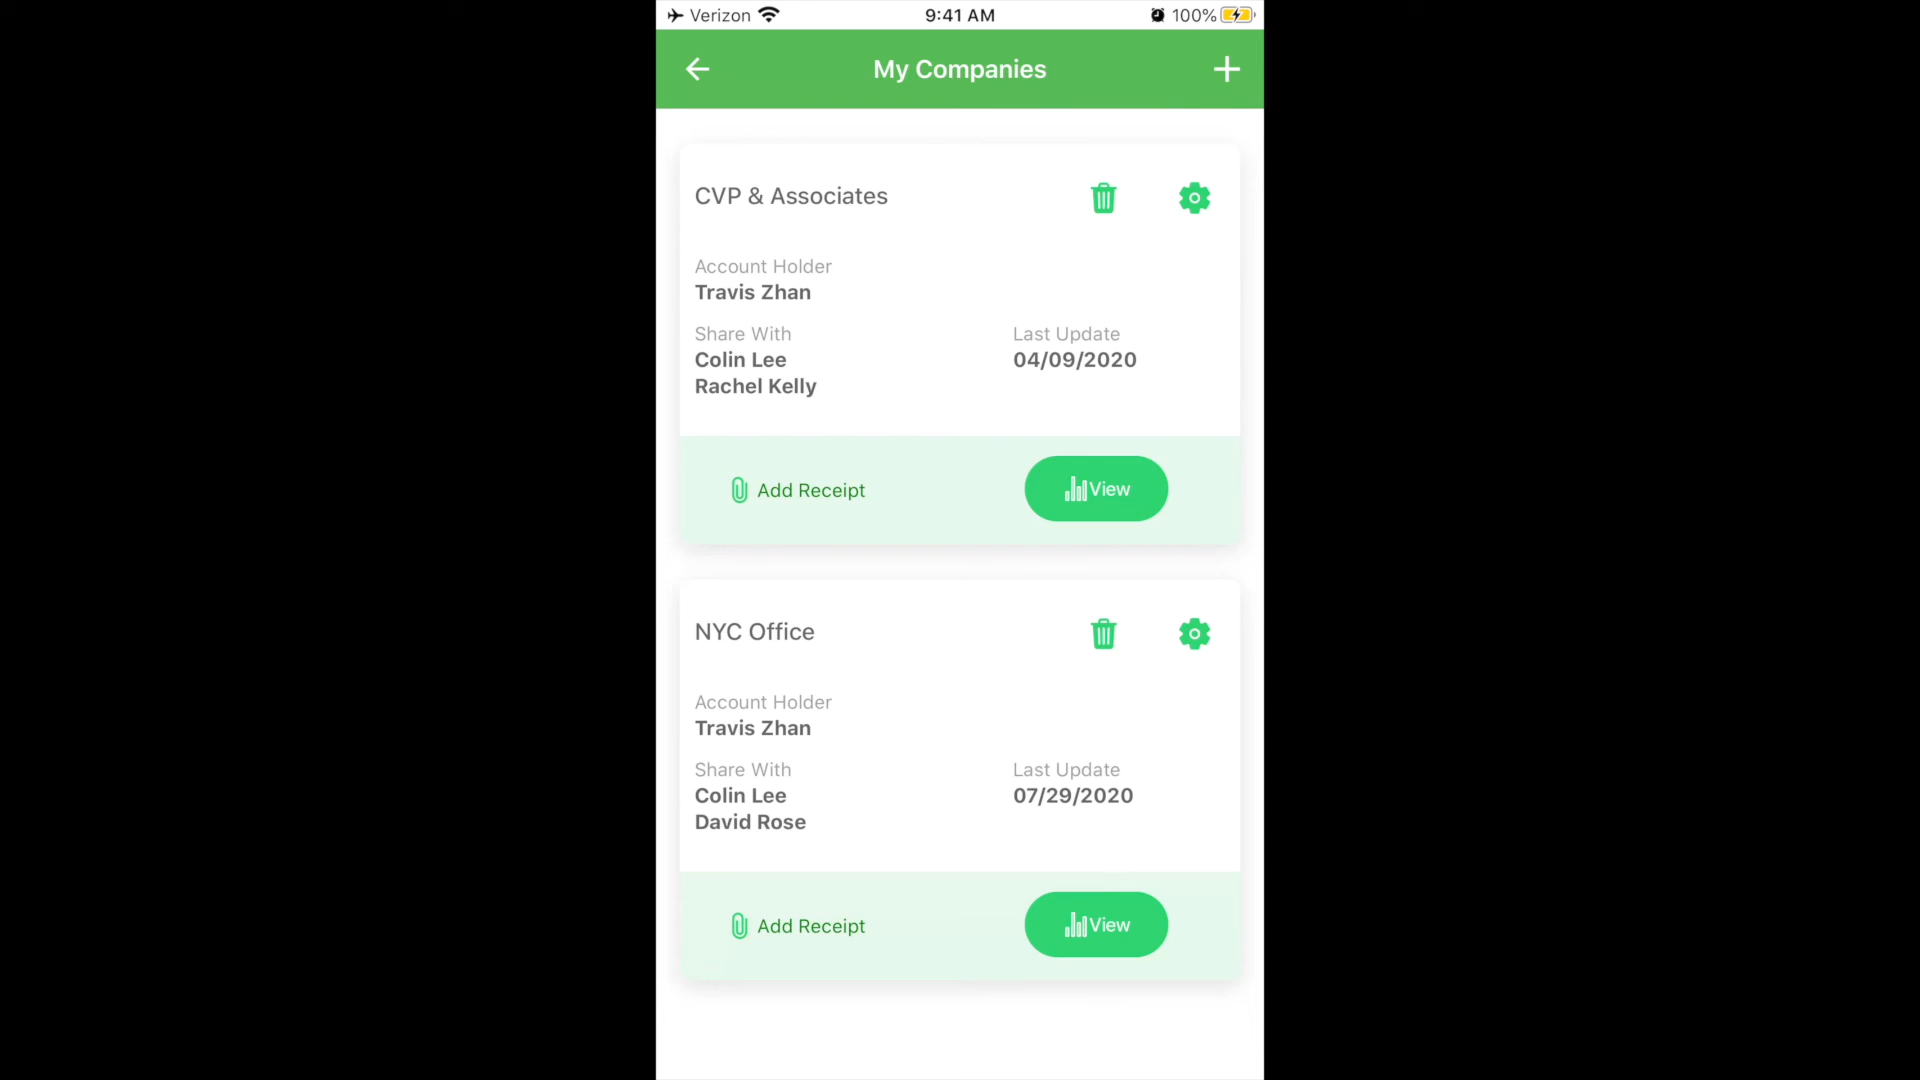 Verizon 9:41 AM 100%
My Companies
CVP & Associates
Account Holder
Travis Zhan
Share With Last Update
Colin Lee 04/09/2020
Rachel Kelly
Add Receipt View
NYC Office
Account Holder
Travis Zhan
Share With Last Update
Colin Lee 07/29/2020
David Rose
Add Receipt View